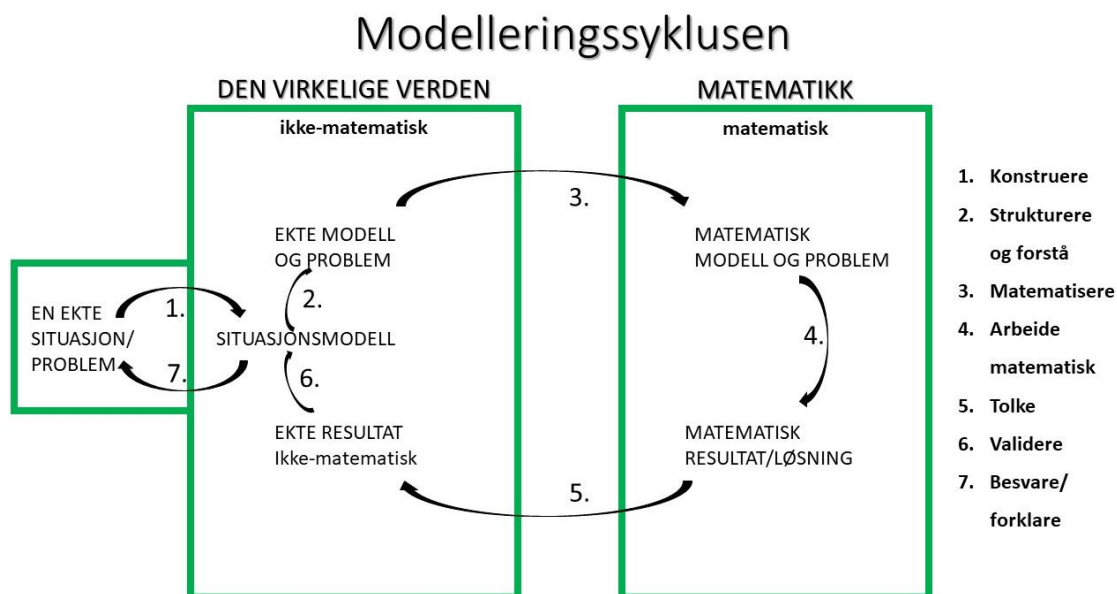 Modelleringssyklusen
DEN VIRKELIGE VERDEN
ikke-matematisk
EKTE MODELL
OG PROBLEM
2.
SITUASJONSMODELL
6.
EKTE RESULTAT
Ikke-matematisk
EN EKTE
SITUASJON/
PROBLEM
1.
7.
3.
5.
MATEMATIKK
matematisk
MATEMATISK
MODELL OG PROBLEM
4.
MATEMATISK
RESULTAT/LØSNING
1. Konstruere
2. Strukturere
og forstå
3. Matematisere
4. Arbeide
matematisk
5. Tolke
6. Validere
7. Besvare/
forklare